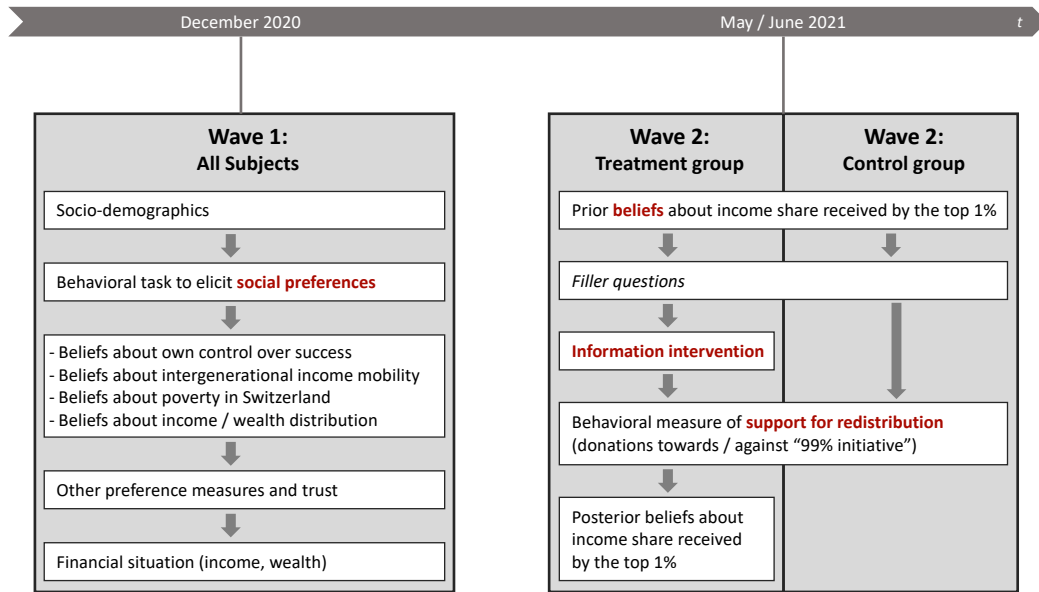 December 2020
May / June 2021
t
Wave 1:
All Subjects
Socio-demographics
Behavioral task to elicit social preferences
- Beliefs about own control over success
- Beliefs about intergenerational income mobility
- Beliefs about poverty in Switzerland
- Beliefs about income / wealth distribution
Other preference measures and trust
Financial situation (income, wealth)
Wave 2:
Treatment group
Wave 2:
Control group
Prior beliefs about income share received by the top 1%
Filler questions
Information intervention
Behavioral measure of support for redistribution
(donations towards / against “99% initiative”)
Posterior beliefs about
income share received
by the top 1%